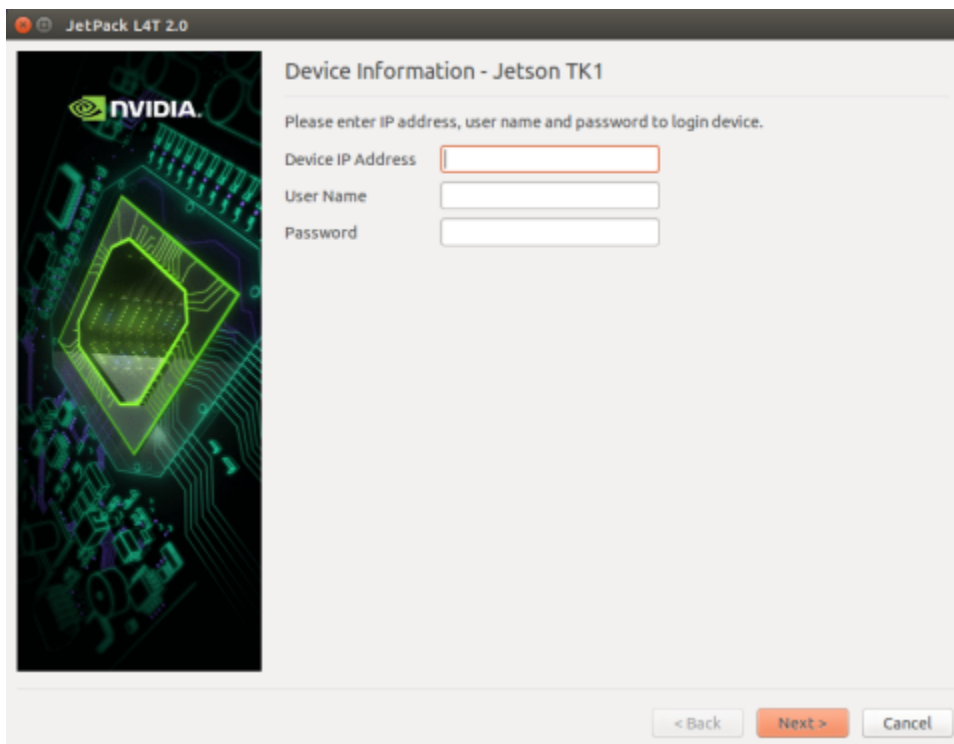 JetPack L4T 2.0
NVIDIA.
Device Information - Jetson TK1
Please enter IP address, user name and password to login device.
Device IP Address
User Name
Password
< Back
Next >
Cancel